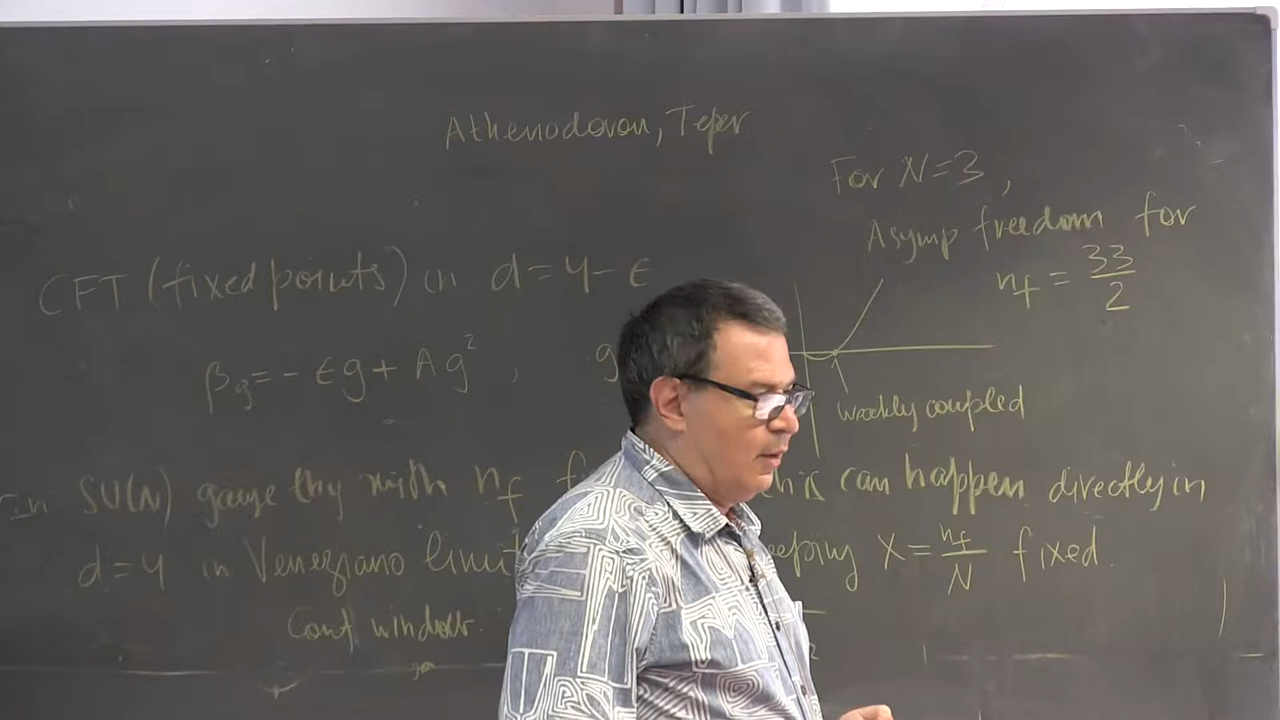 Athenodorou, Teper
For N=3,
Asymp freedom for
n_f = 33/2
CFT (fixed points) in d=4-ε
β_g = -εg + Ag², g
weakly coupled
In SU(N) gauge thy with n_f can happen directly in
d=4 in Veneziano limit keeping x = n_f/N fixed.
Conf window